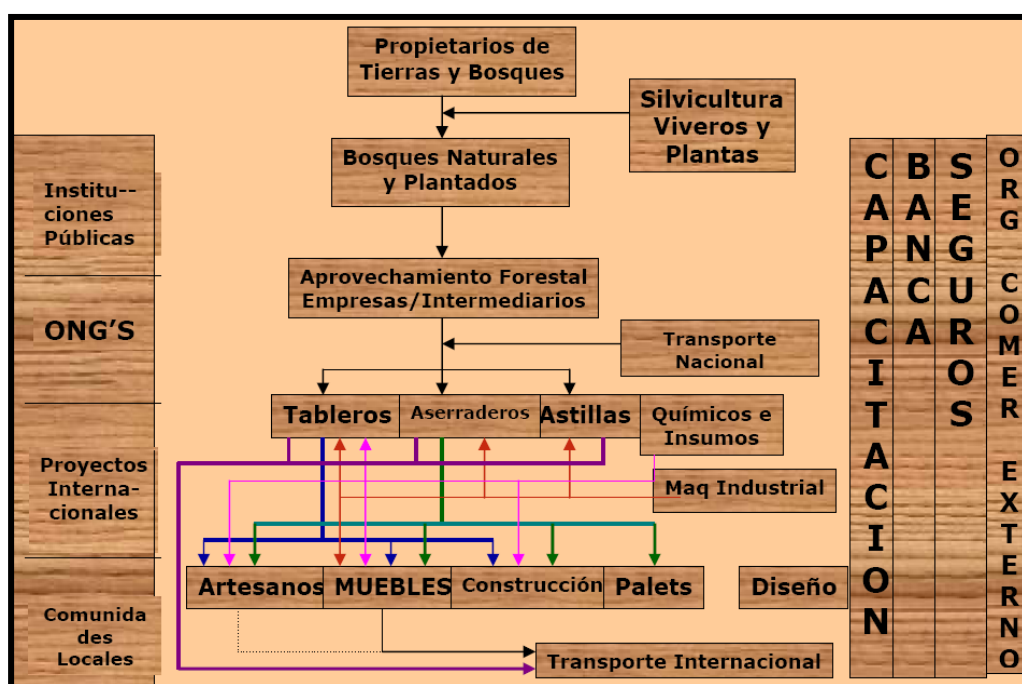 Propietarios de
Tierras y Bosques
Silvicultura
Viveros y
Plantas
Bosques Naturales
y Plantados
Institu--
ciones
Públicas
Aprovechamiento Forestal
Empresas/Intermediarios
ONG'S
Transporte
Nacional
Tableros
Aserraderos
Astillas
Químicos e
Insumos
Proyectos
Interna-
cionales
Maq Industrial
Artesanos
MUEBLES
Construcción
Palets
Diseño
Comunida
des
Locales
Transporte Internacional
CAPACITACION
BANCA
SEGUROS
ORG COMER EXTERNO